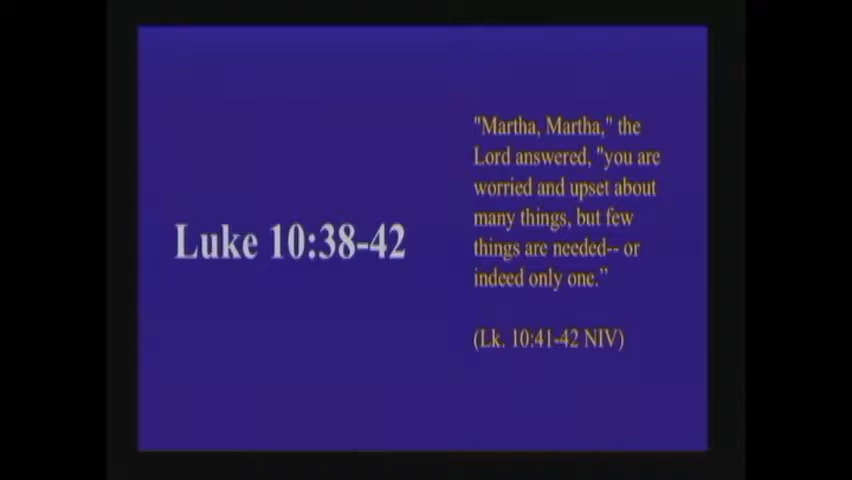 Luke 10:38-42
"Martha, Martha," the
Lord answered, "you are
worried and upset about
many things, but few
things are needed-- or
indeed only one.”
(Lk. 10:41-42 NIV)